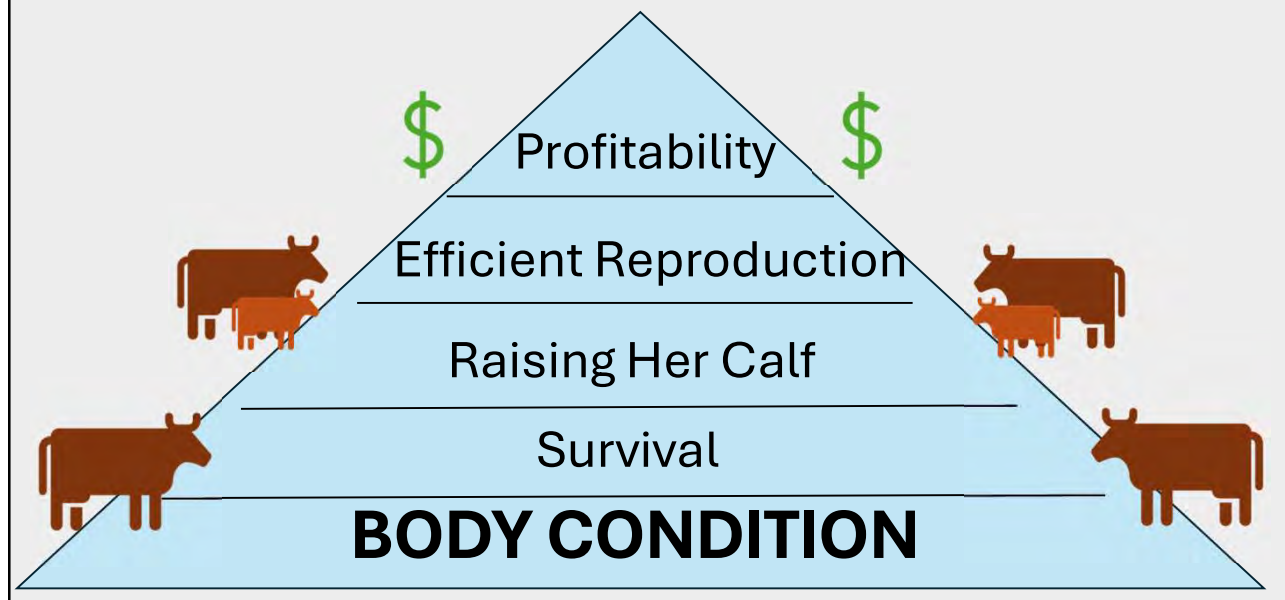 $ Profitability $
Efficient Reproduction
Raising Her Calf
Survival
BODY CONDITION